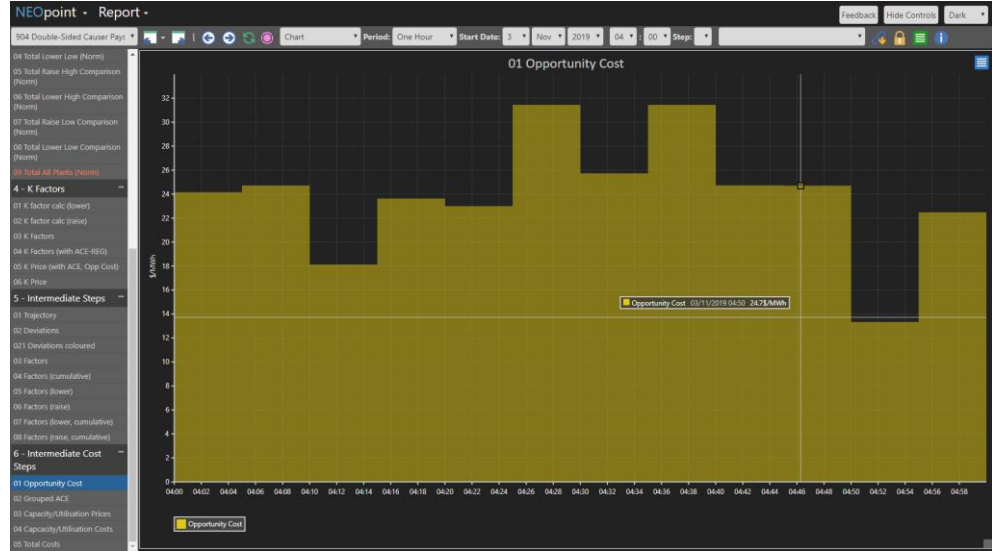 NEOpoint - Report -
Feedback Hide Controls Dark
904 Double-Sided Causer Pays Chart Period: One Hour Start Date: 3 Nov 2019 04 : 00 Step:
04 Total Lower Low (Norm)
05 Total Raise High Comparison
(Norm)
06 Total Lower High Comparison
(Norm)
07 Total Raise Low Comparison
(Norm)
08 Total Lower Low Comparison
(Norm)
09 Total All Plants (Norm)
4 - K Factors
01 K factor calc (lower)
02 K factor calc (raise)
03 K Factors
04 K Factors (with ACE-REG)
05 K Price (with ACE, Opp Cost)
06 K Price
5 - Intermediate Steps
01 Trajectory
02 Deviations
021 Deviations coloured
03 Factors
04 Factors (cumulative)
05 Factors (lower)
06 Factors (raise)
07 Factors (lower, cumulative)
08 Factors (raise, cumulative)
6 - Intermediate Cost
Steps
01 Opportunity Cost
02 Grouped ACE
03 Capacity/Utilisation Prices
04 Capcacity/Utilisation Costs
05 Total Costs
01 Opportunity Cost
$/MWh
32
30
28
26
24
22
20
18
16
14
12
10
8
6
4
2
0
Opportunity Cost 03/11/2019 04:50 24.7$/MWh
04:00 04:02 04:04 04:06 04:08 04:10 04:12 04:14 04:16 04:18 04:20 04:22 04:24 04:26 04:28 04:30 04:32 04:34 04:36 04:38 04:40 04:42 04:44 04:46 04:48 04:50 04:52 04:54 04:56 04:58
Opportunity Cost